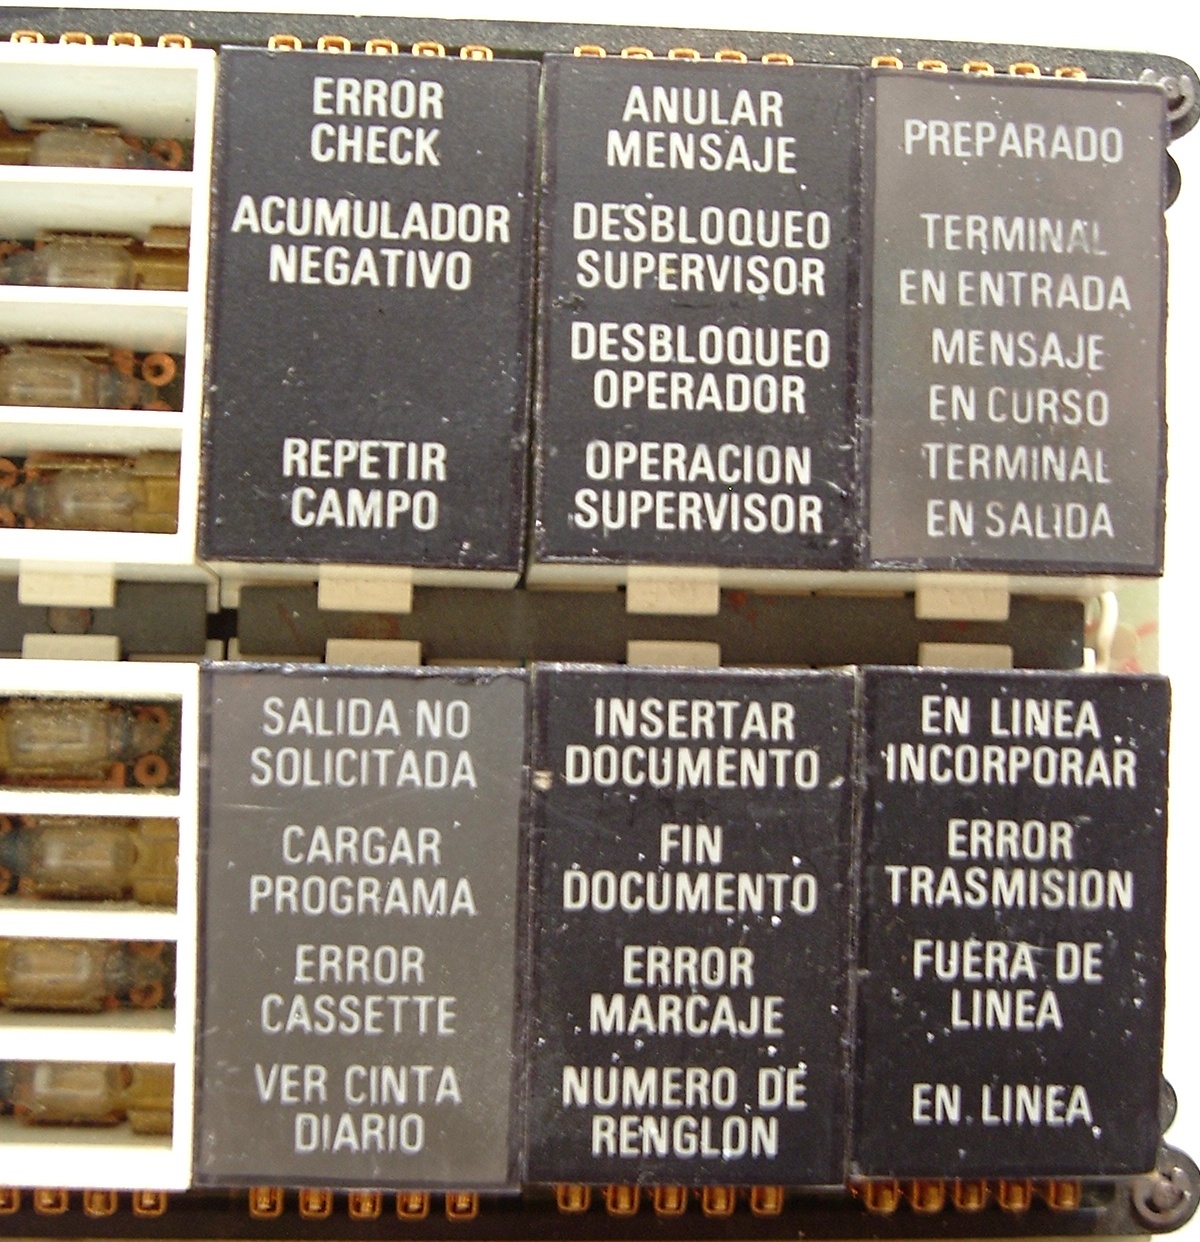 ERROR
CHECK
ACUMULADOR
NEGATIVO
REPETIR
CAMPO
ANULAR
MENSAJE
DESBLOQUEO
SUPERVISOR
DESBLOQUEO
OPERADOR
OPERACION
SUPERVISOR
PREPARADO
TERMINAL
EN ENTRADA
MENSAJE
EN CURSO
TERMINAL
EN SALIDA
SALIDA NO
SOLICITADA
CARGAR
PROGRAMA
ERROR
CASSETTE
VER CINTA
DIARIO
INSERTAR
DOCUMENTO
FIN
DOCUMENTO
ERROR
MARCAJE
NUMERO DE
RENGLON
EN LINEA
INCORPORAR
ERROR
TRASMISION
FUERA DE
LINEA
EN LINEA